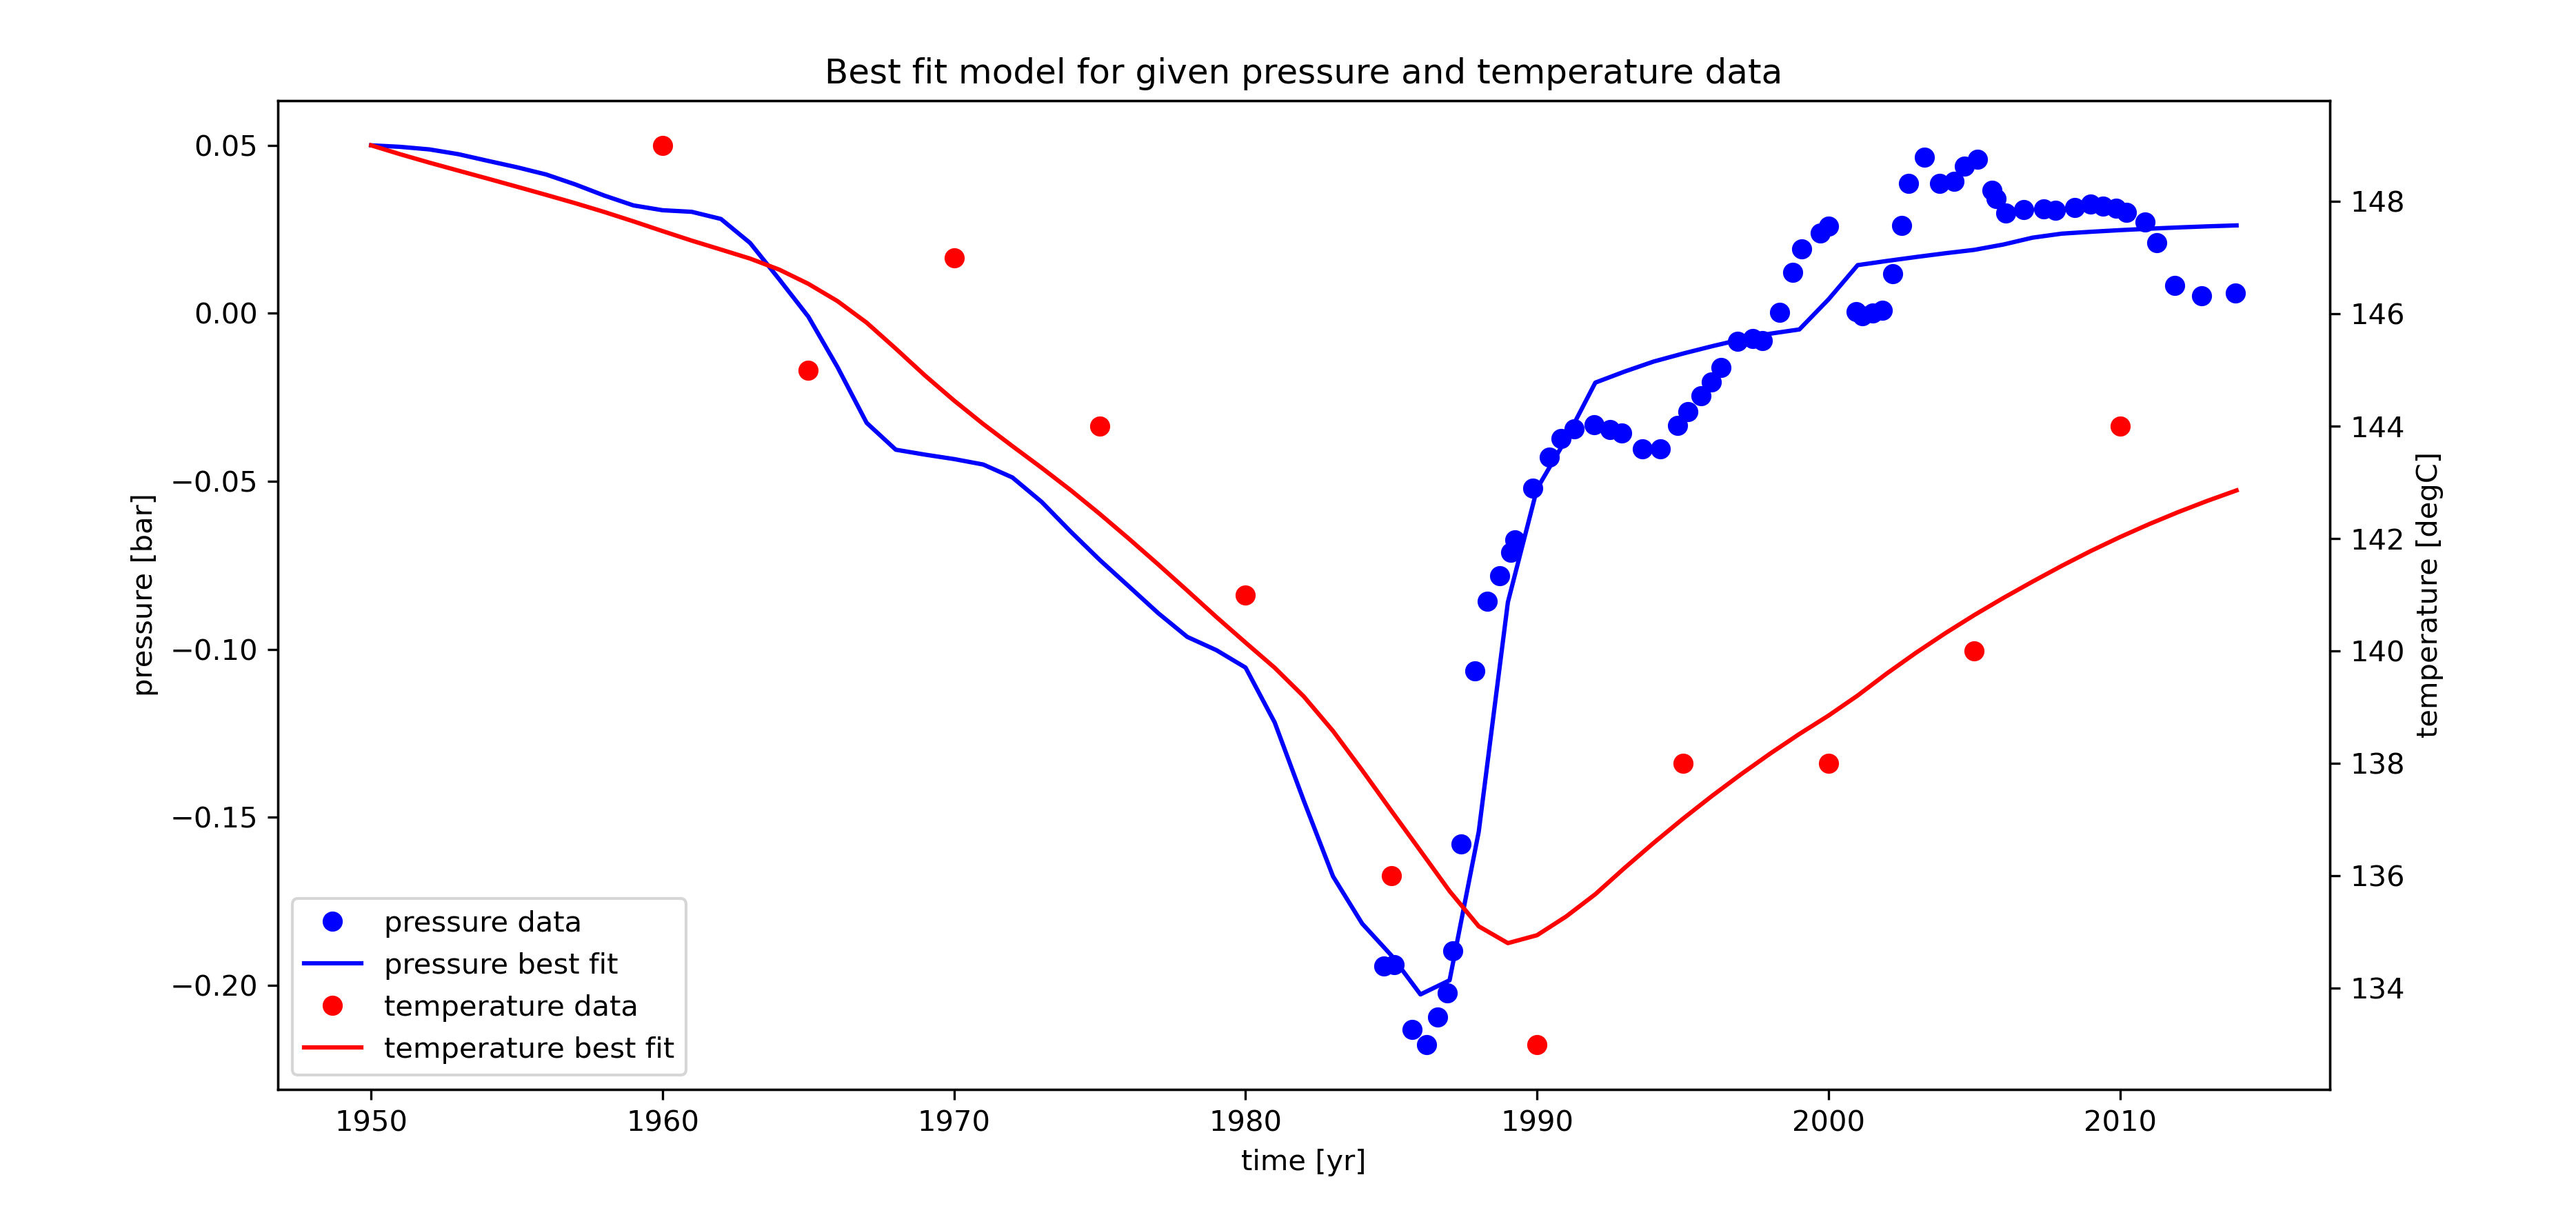 Best fit model for given pressure and temperature data
0.05
0.00
−0.05
−0.10
−0.15
−0.20
pressure [bar]
148
146
144
142
140
138
136
134
temperature [degC]
pressure data
pressure best fit
temperature data
temperature best fit
1950 1960 1970 1980 1990 2000 2010
time [yr]